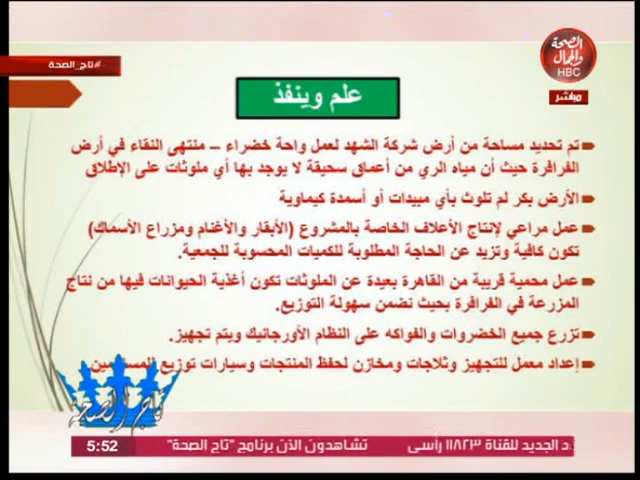 الصحة
والجمال
HBC
#تاج_الصحة
مباشر
علم وينفذ
تم تحديد مساحة من أرض شركة الشهد لعمل واحة خضراء – منتهى النقاء في أرض
الفرافرة حيث أن مياه الري من أعماق سحيقة لا يوجد بها أي ملوثات على الإطلاق
الأرض بكر لم تلوث بأي مبيدات أو أسمدة كيماوية
عمل مراعي لإنتاج الأعلاف الخاصة بالمشروع (الأبقار والأغنام ومزراع الأسماك)
تكون كافية وتزيد عن الحاجة المطلوبة للكميات المحسوبة للجمعية.
عمل محمية قريبة من القاهرة بعيدة عن الملوثات تكون أغذية الحيوانات فيها من نتاج
المزرعة في الفرافرة بحيث نضمن سهولة التوزيع.
تزرع جميع الخضروات والفواكه على النظام الأورجانيك ويتم تجهيز.
إعداد معمل للتجهيز وثلاجات ومخازن لحفظ المنتجات وسيارات توزيع
تاج الصحة
د الجديد للقناة ١١٨٢٣ رأسى تشاهدون الآن برنامج "تاج الصحة"
5:52